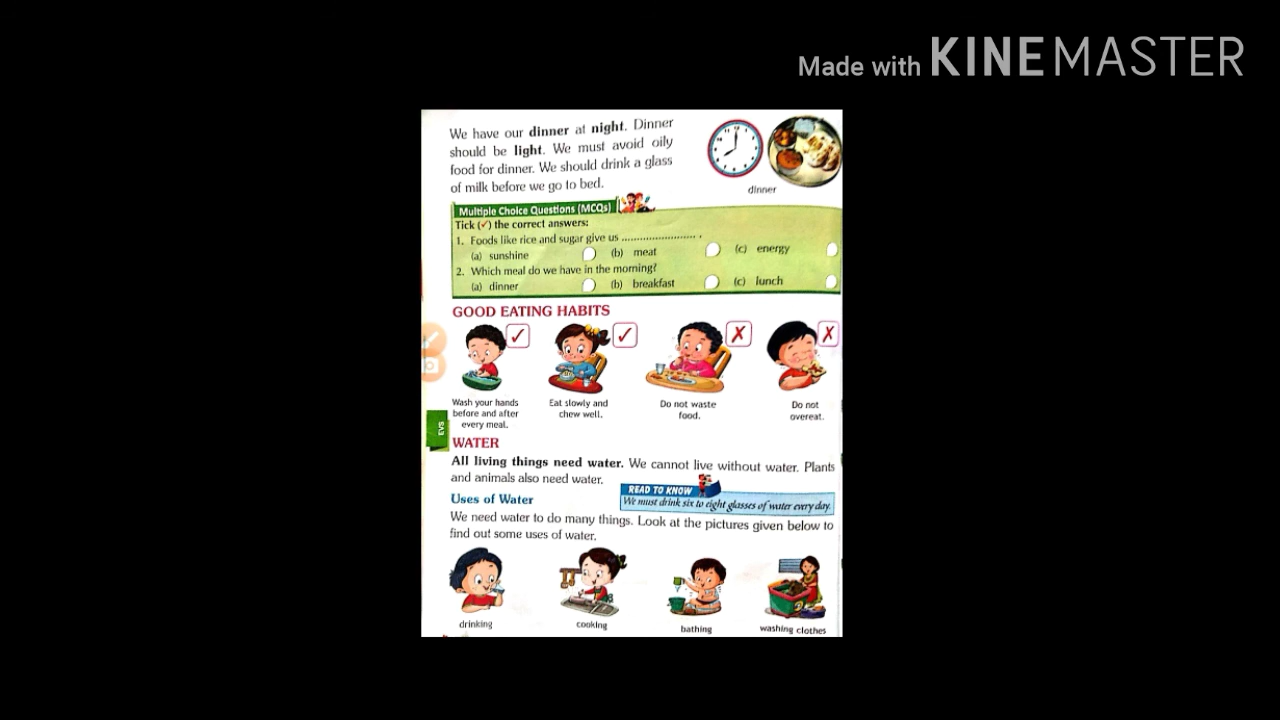 Made with KINEMASTER
We have our dinner at night. Dinner
should be light. We must avoid oily
food for dinner. We should drink a glass
of milk before we go to bed.
dinner
Multiple Choice Questions (MCQs)
Tick (✓) the correct answers:
1. Foods like rice and sugar give us ........................ .
(a) sunshine (b) meat (c) energy
2. Which meal do we have in the morning?
(a) dinner (b) breakfast (c) lunch
GOOD EATING HABITS
Wash your hands
before and after
every meal.
Eat slowly and
chew well.
Do not waste
food.
Do not
overeat.
EVS
WATER
All living things need water. We cannot live without water. Plants
and animals also need water.
READ TO KNOW
We must drink six to eight glasses of water every day.
Uses of Water
We need water to do many things. Look at the pictures given below to
find out some uses of water.
drinking
cooking
bathing
washing clothes